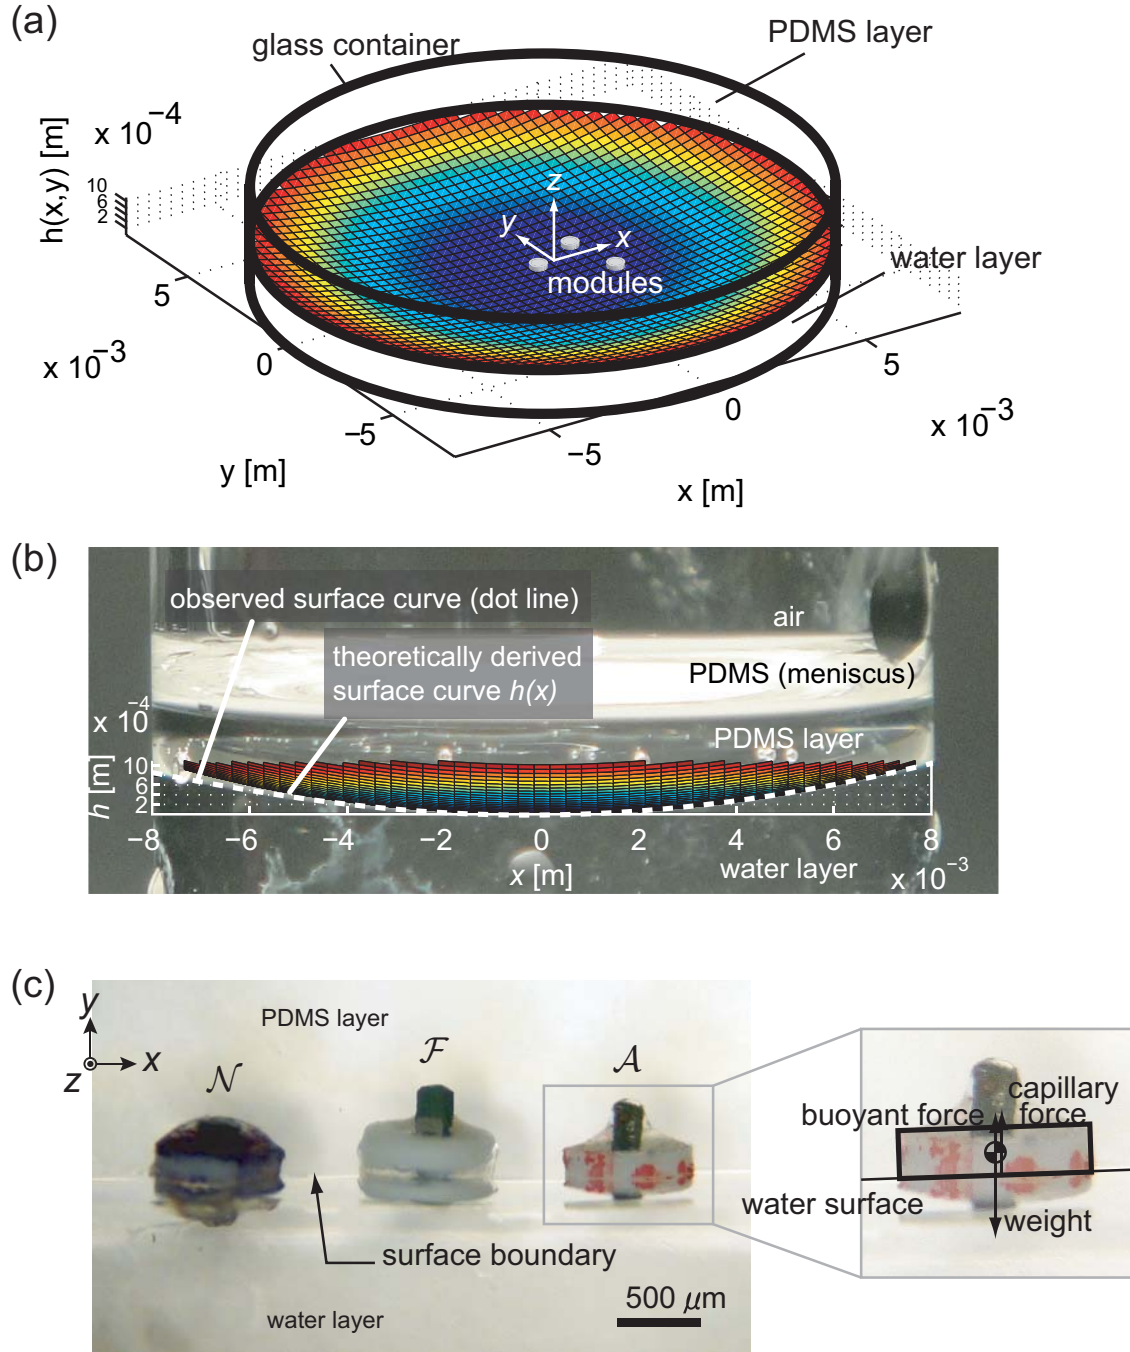 (a)
glass container
PDMS layer
x 10⁻⁴
h(x,y) [m]
10
6
2
z
y
x
modules
water layer
5
0
−5
x 10⁻³
y [m]
−5
0
5
x 10⁻³
x [m]
(b)
observed surface curve (dot line)
air
theoretically derived
surface curve h(x)
PDMS (meniscus)
x 10⁻⁴
PDMS layer
h [m]
10
6
2
−8 −6 −4 −2 0 2 4 6 8
x [m]
water layer
x 10⁻³
(c)
y
x
z
PDMS layer
𝒩
ℱ
𝒜
surface boundary
500 μm
water layer
capillary
buoyant force
force
water surface
weight